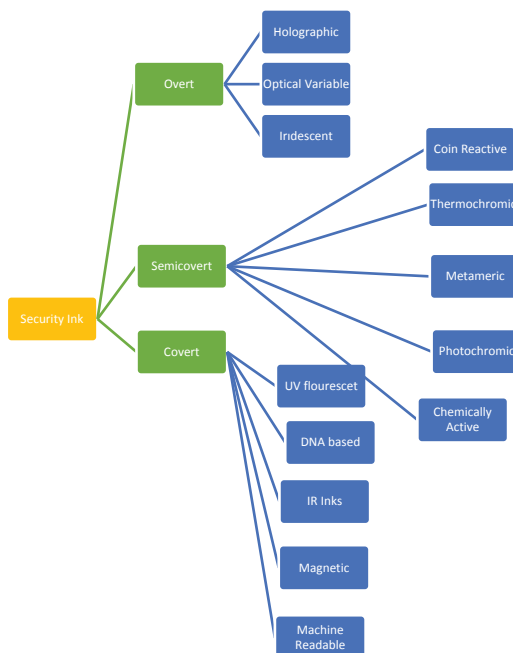 Holographic
Overt
Optical Variable
Iridescent
Coin Reactive
Thermochromic
Semicovert
Metameric
Security Ink
Covert
Photochromic
UV flourescet
Chemically
Active
DNA based
IR Inks
Magnetic
Machine
Readable